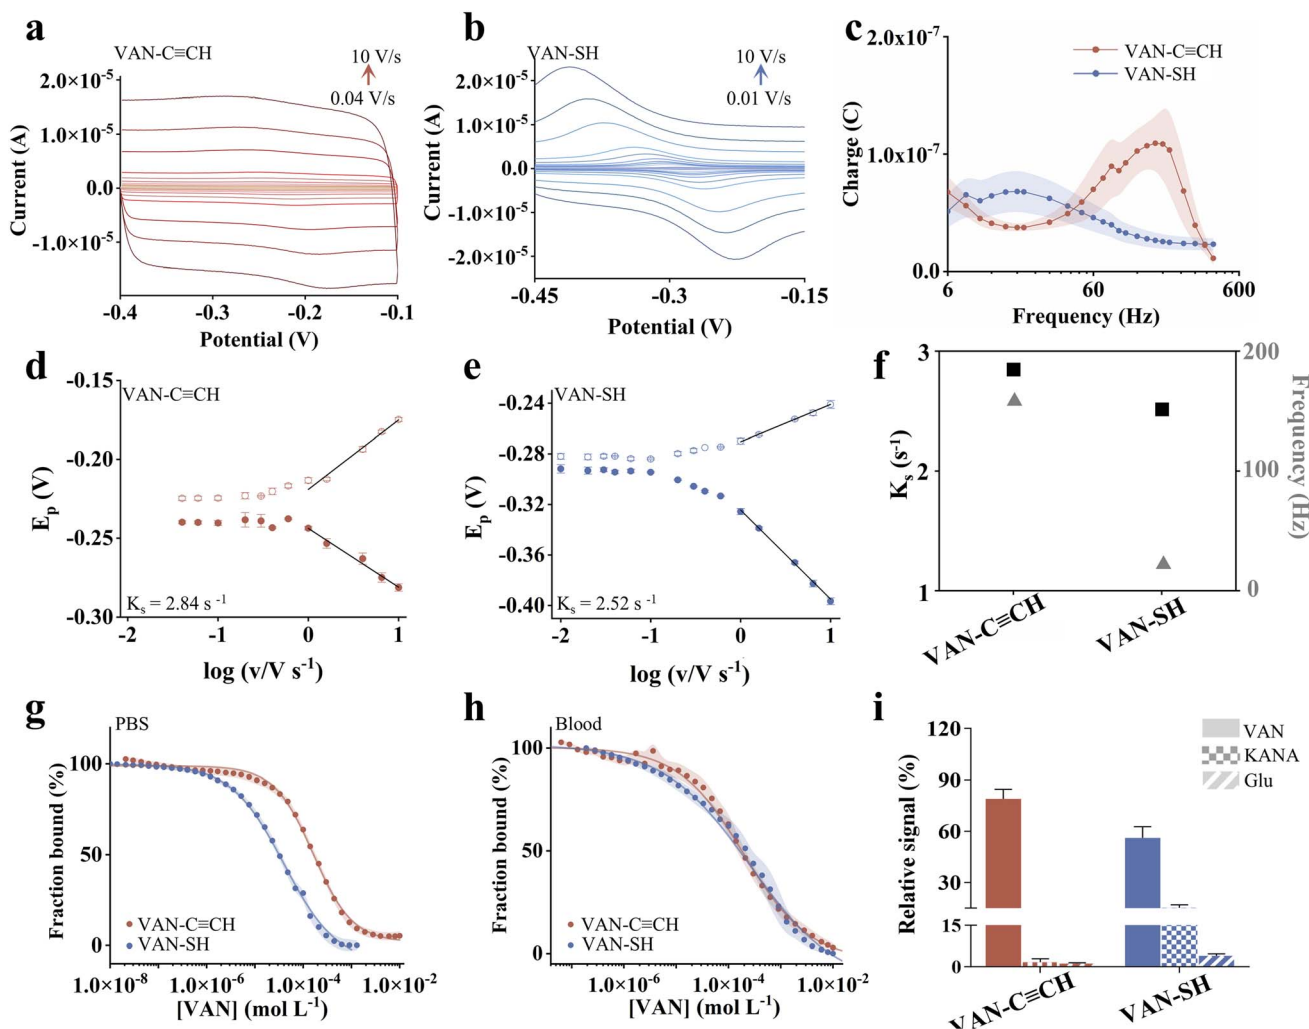 a
VAN-C≡CH
10 V/s
0.04 V/s
2.0×10⁻⁵
1.0×10⁻⁵
0.0
-1.0×10⁻⁵
Current (A)
-0.4 -0.3 -0.2 -0.1
Potential (V)
b
VAN-SH
10 V/s
0.01 V/s
2.0×10⁻⁵
1.0×10⁻⁵
0.0
-1.0×10⁻⁵
-2.0×10⁻⁵
Current (A)
-0.45 -0.3 -0.15
Potential (V)
c
2.0x10⁻⁷
1.0x10⁻⁷
0.0
Charge (C)
VAN-C≡CH
VAN-SH
6 60 600
Frequency (Hz)
d
VAN-C≡CH
-0.15
-0.20
-0.25
-0.30
Eₚ (V)
Kₛ = 2.84 s⁻¹
-2 -1 0 1
log (v/V s⁻¹)
e
VAN-SH
-0.24
-0.28
-0.32
-0.36
-0.40
Eₚ (V)
Kₛ = 2.52 s⁻¹
-2 -1 0 1
log (v/V s⁻¹)
f
3
2
1
Kₛ (s⁻¹)
200
100
0
Frequency (Hz)
VAN-C≡CH
VAN-SH
g
PBS
100
50
0
Fraction bound (%)
VAN-C≡CH
VAN-SH
1.0×10⁻⁸ 1.0×10⁻⁶ 1.0×10⁻⁴ 1.0×10⁻²
[VAN] (mol L⁻¹)
h
Blood
100
50
0
Fraction bound (%)
VAN-C≡CH
VAN-SH
1.0×10⁻⁶ 1.0×10⁻⁴ 1.0×10⁻²
[VAN] (mol L⁻¹)
i
120
90
60
30
15
0
Relative signal (%)
VAN
KANA
Glu
VAN-C≡CH
VAN-SH